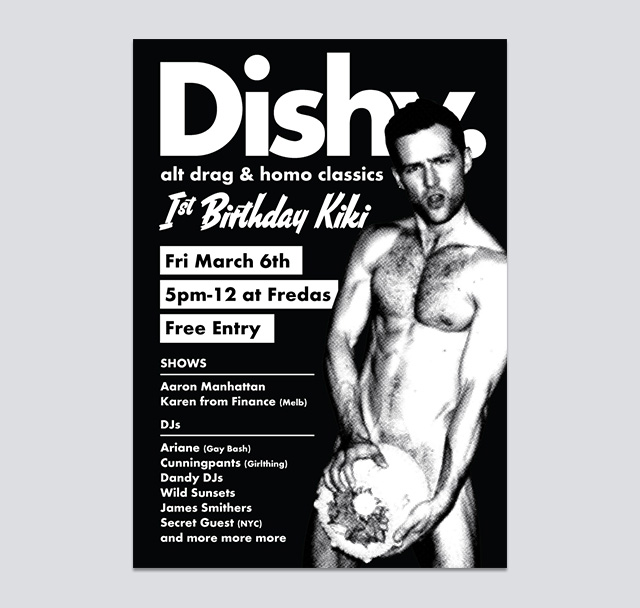 Dishy.
alt drag & homo classics
1st Birthday Kiki
Fri March 6th
5pm-12 at Fredas
Free Entry
SHOWS
Aaron Manhattan
Karen from Finance (Melb)
DJs
Ariane (Gay Bash)
Cunningpants (Girlthing)
Dandy DJs
Wild Sunsets
James Smithers
Secret Guest (NYC)
and more more more